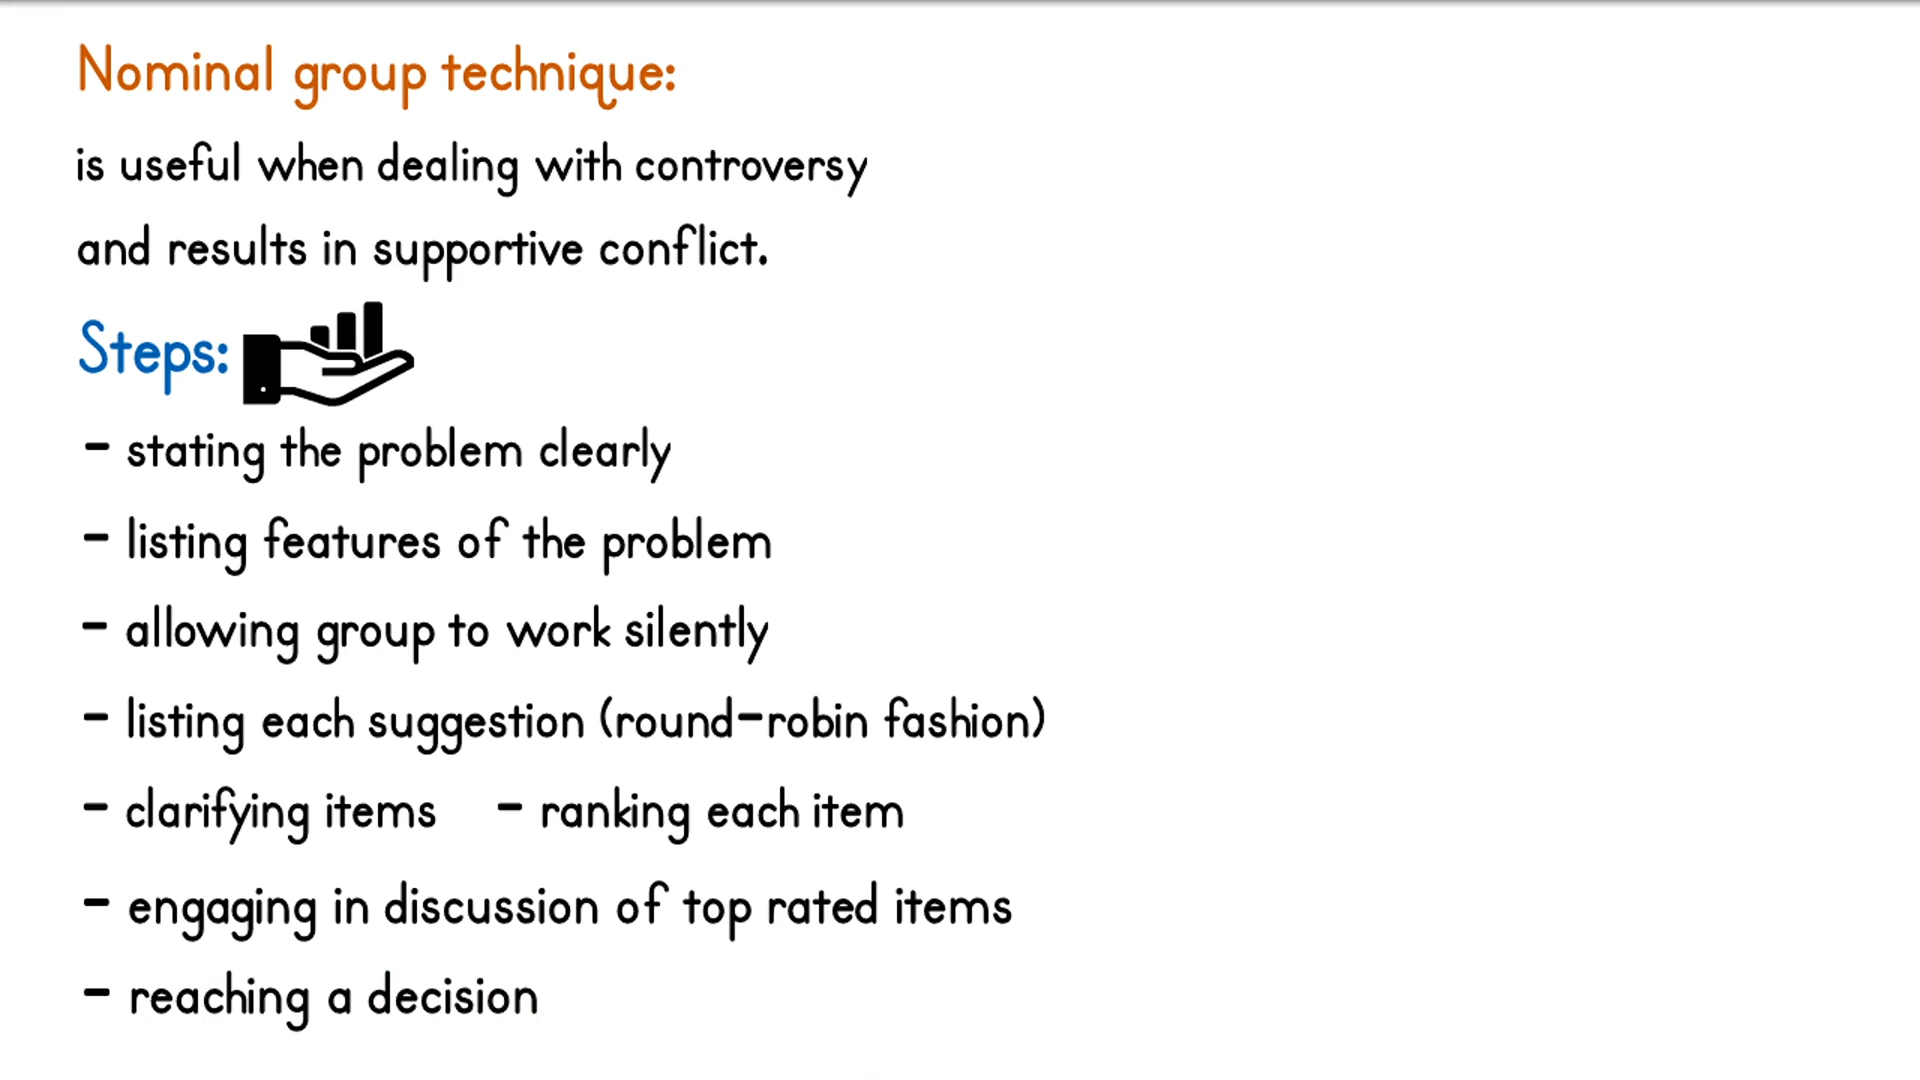 Nominal group technique:
is useful when dealing with controversy
and results in supportive conflict.
Steps:
- stating the problem clearly
- listing features of the problem
- allowing group to work silently
- listing each suggestion (round-robin fashion)
- clarifying items - ranking each item
- engaging in discussion of top rated items
- reaching a decision